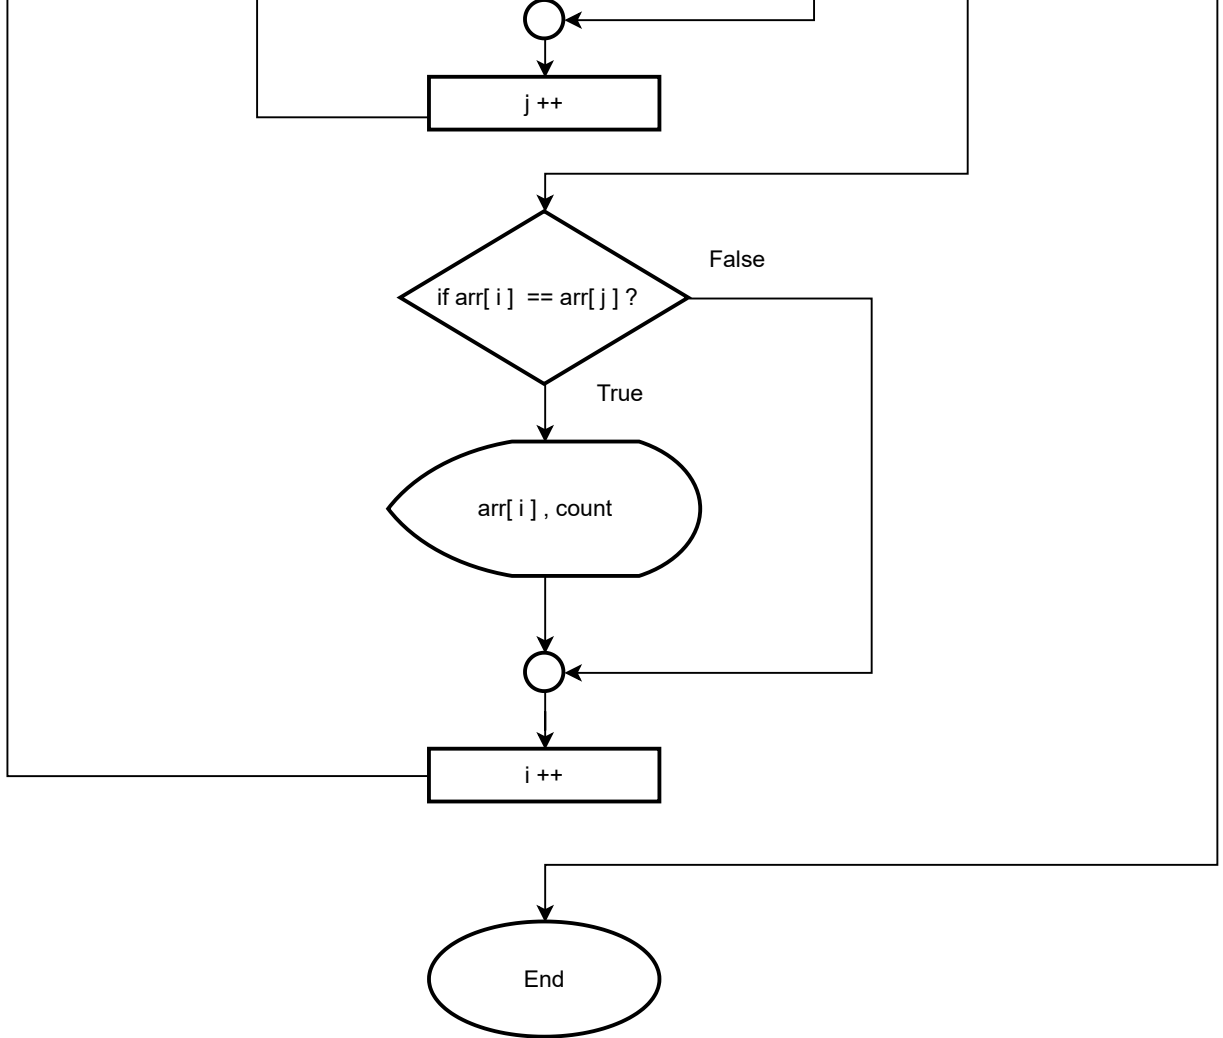 j ++
False
if arr[ i ]  == arr[ j ] ?
True
arr[ i ] , count
i ++
End